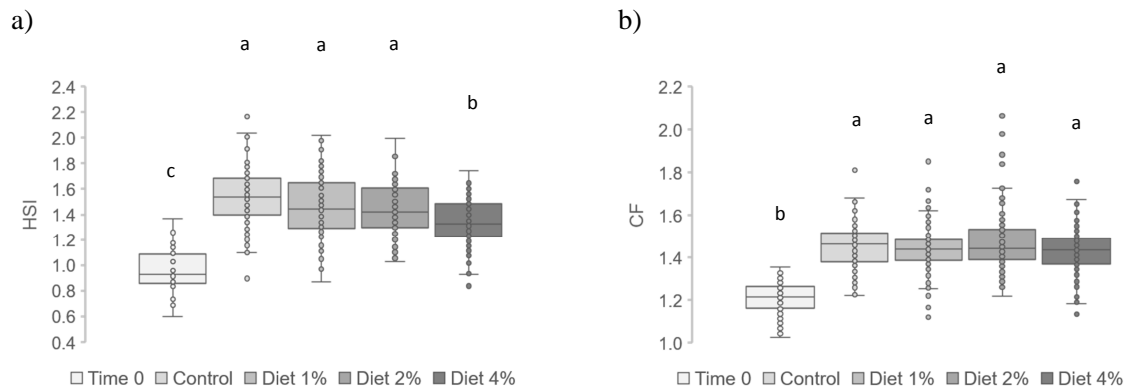 a)
b)
a a a
b
c
HSI
2.4
2.2
2.0
1.8
1.6
1.4
1.2
1.0
0.8
0.6
0.4
Time 0 Control Diet 1% Diet 2% Diet 4%
a
a a a
b
CF
2.2
2.0
1.8
1.6
1.4
1.2
1.0
Time 0 Control Diet 1% Diet 2% Diet 4%